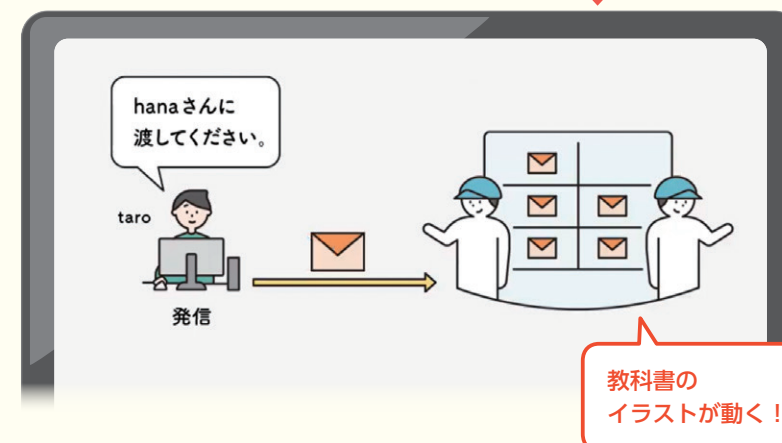 hanaさんに
渡してください。
taro
発信
教科書の
イラストが動く！